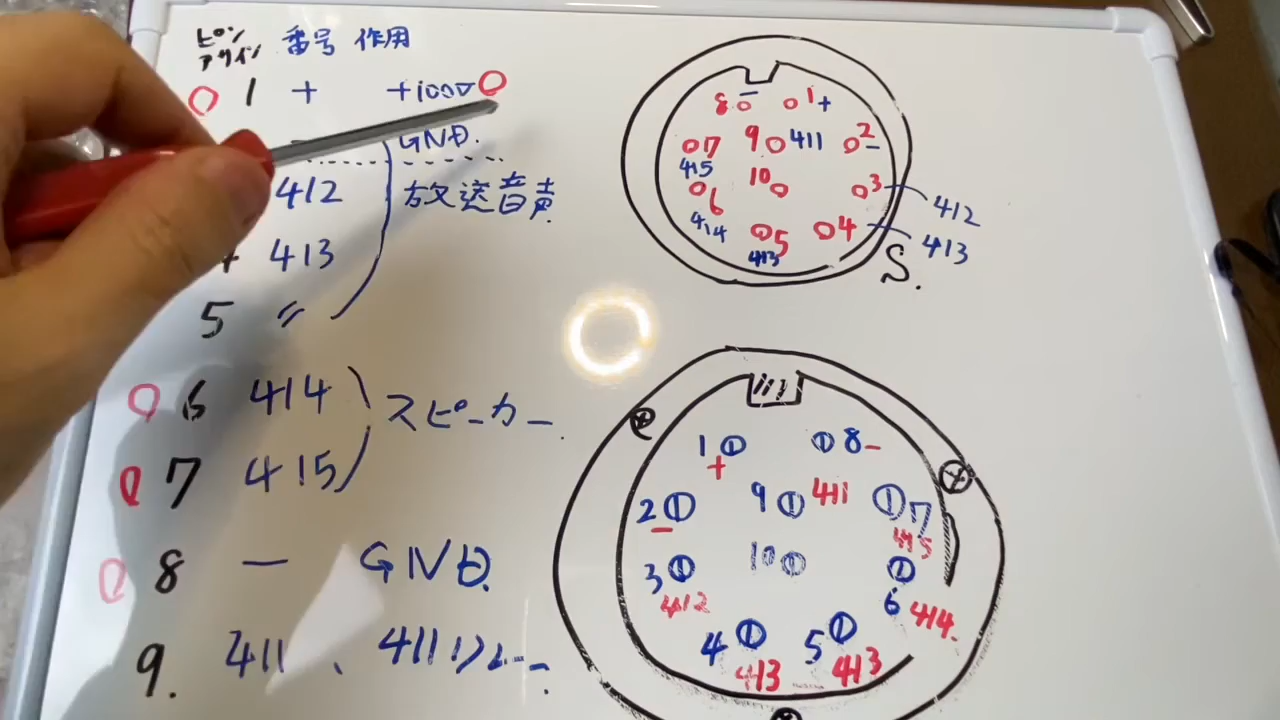 ピン
アサイン 番号 作用
1 + +100V
GND.
412 放送音声
4 413
5 〃
6 414 スピーカー
7 415
8 ー GND.
9. 411、411リレー
8 − 1 +
7 9 411 2 −
415 10 3 412
6 4 413
414 5
413 S.
1 8 −
+
2 9 411 7
− 415
3 10 6
412 414
4 5
413 413